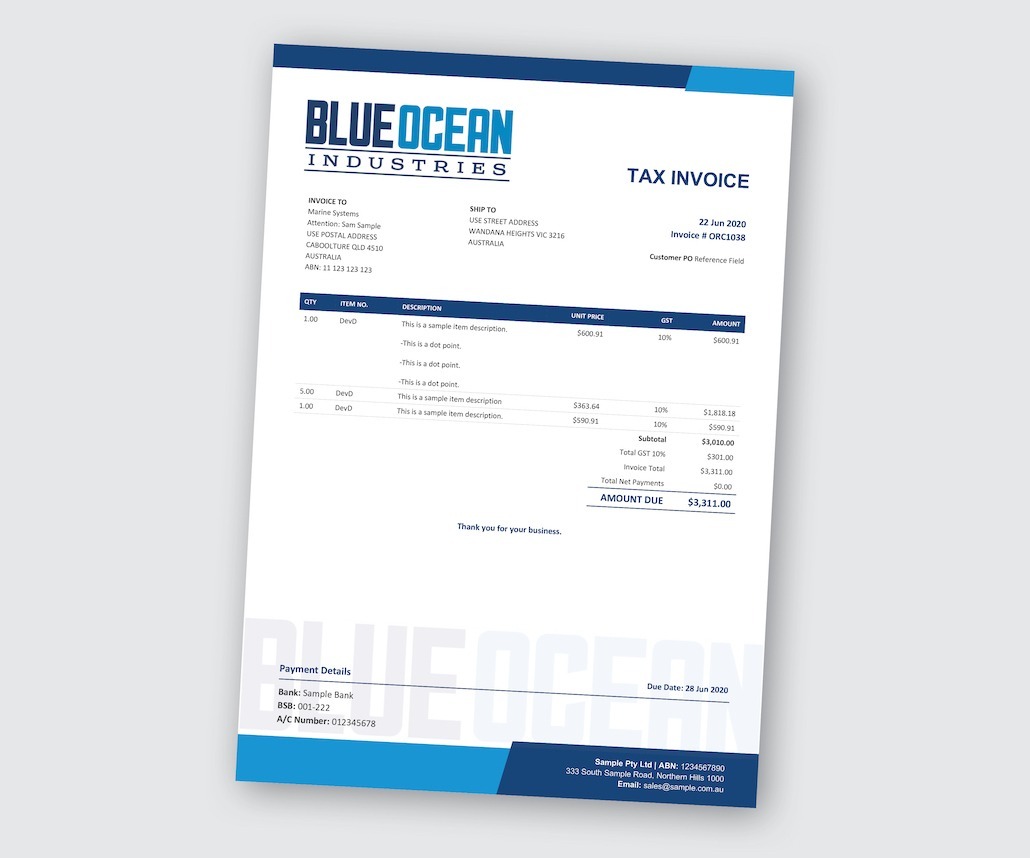 BLUEOCEAN
INDUSTRIES
TAX INVOICE
INVOICE TO
Marine Systems
Attention: Sam Sample
USE POSTAL ADDRESS
CABOOLTURE QLD 4510
AUSTRALIA
ABN: 11 123 123 123
SHIP TO
USE STREET ADDRESS
WANDANA HEIGHTS VIC 3216
AUSTRALIA
22 Jun 2020
Invoice # ORC1038
Customer PO Reference Field
QTY ITEM NO. DESCRIPTION UNIT PRICE GST AMOUNT
1.00 DevD This is a sample item description. $600.91 10% $600.91
-This is a dot point.
-This is a dot point.
-This is a dot point.
5.00 DevD This is a sample item description $363.64 10% $1,818.18
1.00 DevD This is a sample item description. $590.91 10% $590.91
Subtotal $3,010.00
Total GST 10% $301.00
Invoice Total $3,311.00
Total Net Payments $0.00
AMOUNT DUE $3,311.00
Thank you for your business.
BLUEOCEAN
Payment Details
Due Date: 28 Jun 2020
Bank: Sample Bank
BSB: 001-222
A/C Number: 012345678
Sample Pty Ltd | ABN: 1234567890
333 South Sample Road, Northern Hills 1000
Email: sales@sample.com.au